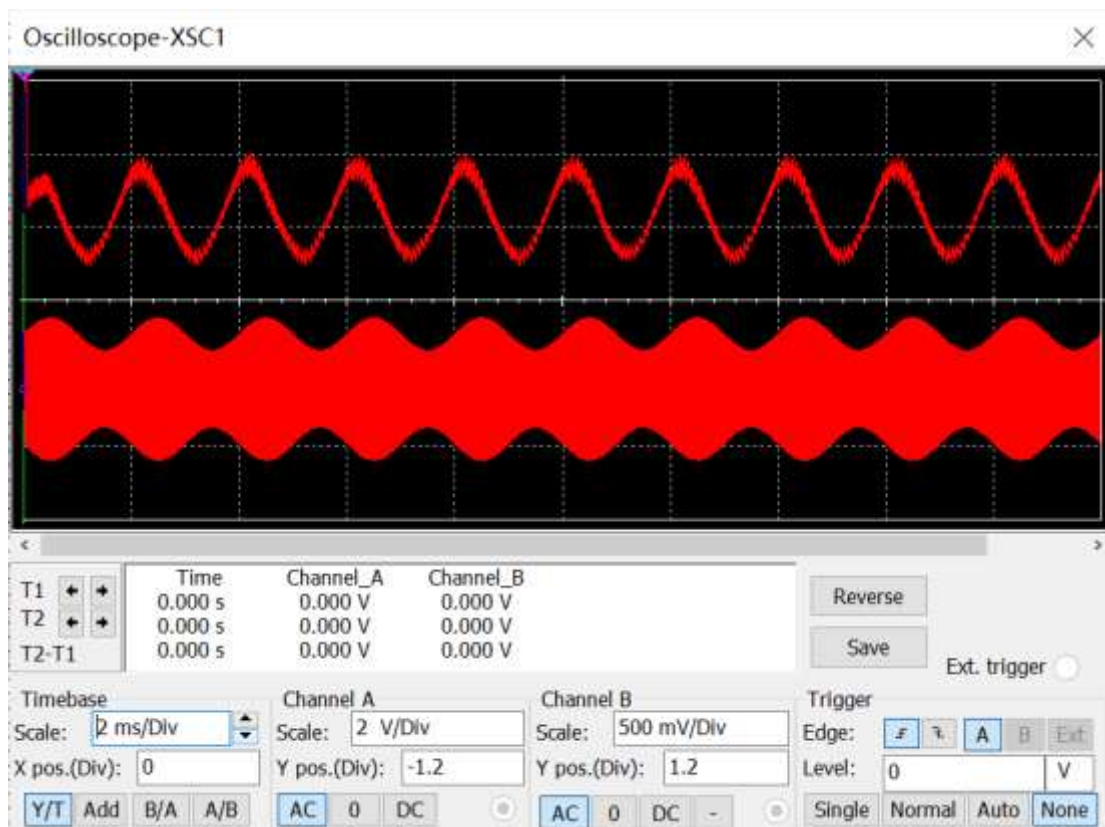 Oscilloscope-XSC1
Time Channel_A Channel_B
T1 0.000 s 0.000 V 0.000 V
T2 0.000 s 0.000 V 0.000 V
T2-T1 0.000 s 0.000 V 0.000 V
Reverse
Save
Ext. trigger
Timebase
Scale: 2 ms/Div
X pos.(Div): 0
Y/T Add B/A A/B
Channel A
Scale: 2 V/Div
Y pos.(Div): -1.2
AC 0 DC
Channel B
Scale: 500 mV/Div
Y pos.(Div): 1.2
AC 0 DC -
Trigger
Edge: A B Ext
Level: 0 V
Single Normal Auto None